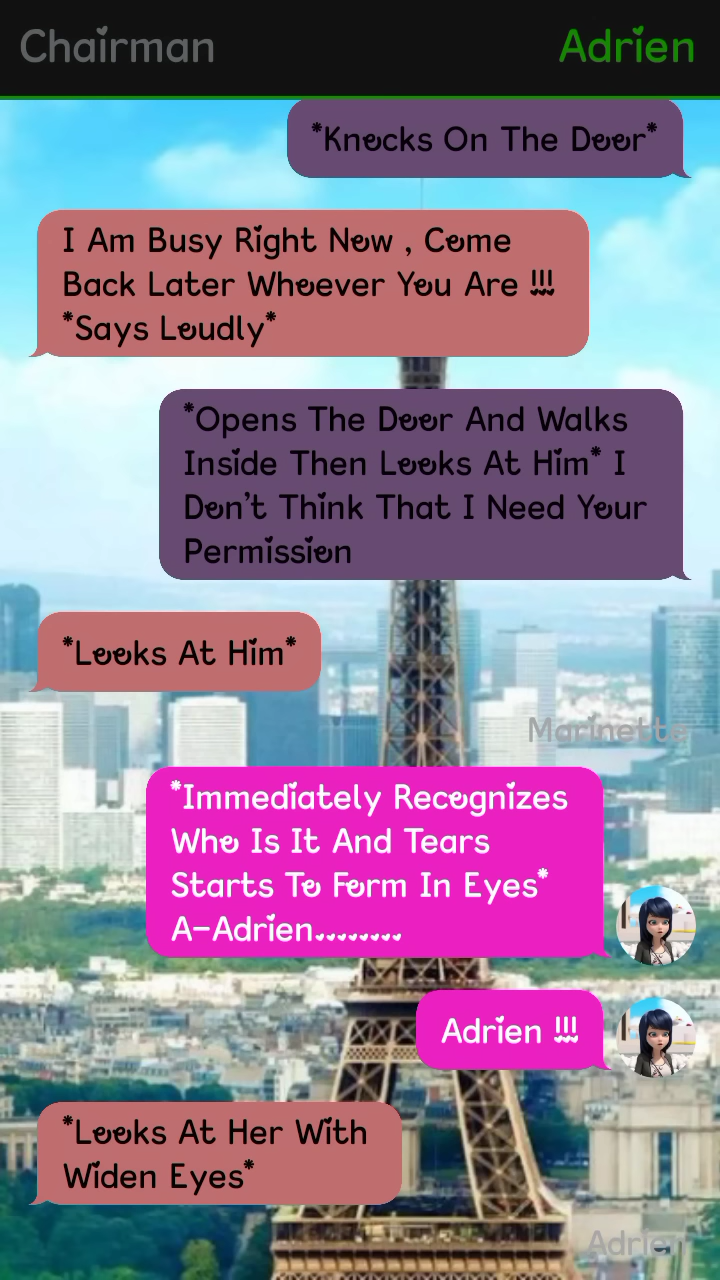 Chairman
Adrien
*Knocks On The Door*
I Am Busy Right Now , Come
Back Later Whoever You Are !!!
*Says Loudly*
*Opens The Door And Walks
Inside Then Looks At Him* I
Don't Think That I Need Your
Permission
*Looks At Him*
Marinette
*Immediately Recognizes
Who Is It And Tears
Starts To Form In Eyes*
A-Adrien........
Adrien !!!
*Looks At Her With
Widen Eyes*
Adrien